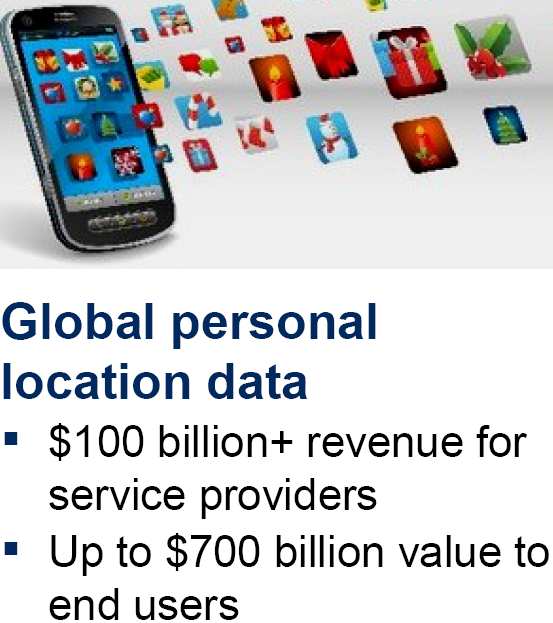 Global personal
location data
▪ $100 billion+ revenue for
service providers
▪ Up to $700 billion value to
end users